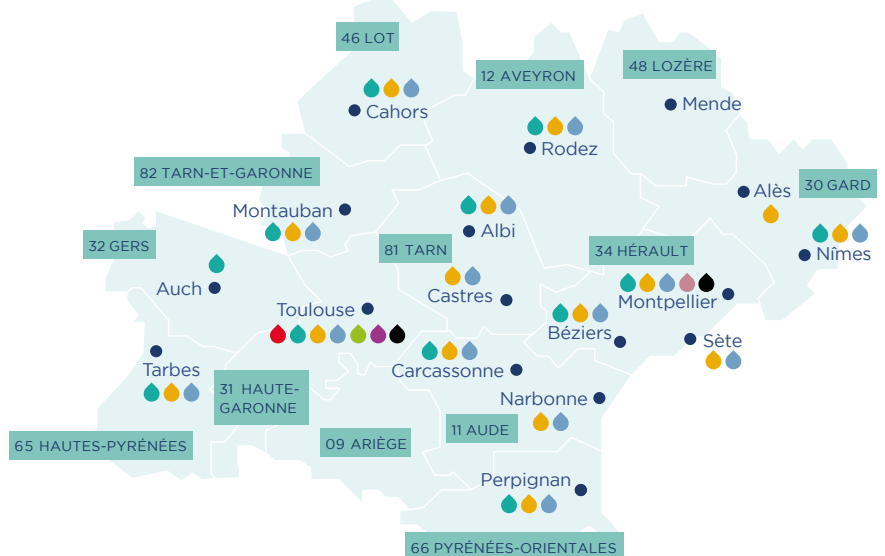 46 LOT
12 AVEYRON
48 LOZÈRE
Cahors
Mende
Rodez
82 TARN-ET-GARONNE
Alès
30 GARD
Montauban
Albi
32 GERS
81 TARN
34 HÉRAULT
Nîmes
Auch
Castres
Montpellier
Toulouse
Béziers
Sète
Tarbes
Carcassonne
31 HAUTE-
GARONNE
Narbonne
11 AUDE
65 HAUTES-PYRÉNÉES
09 ARIÈGE
Perpignan
66 PYRÉNÉES-ORIENTALES